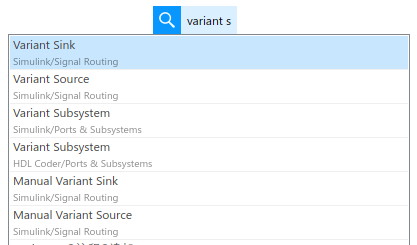 variant s
Variant Sink
Simulink/Signal Routing
Variant Source
Simulink/Signal Routing
Variant Subsystem
Simulink/Ports & Subsystems
Variant Subsystem
HDL Coder/Ports & Subsystems
Manual Variant Sink
Simulink/Signal Routing
Manual Variant Source
Simulink/Signal Routing